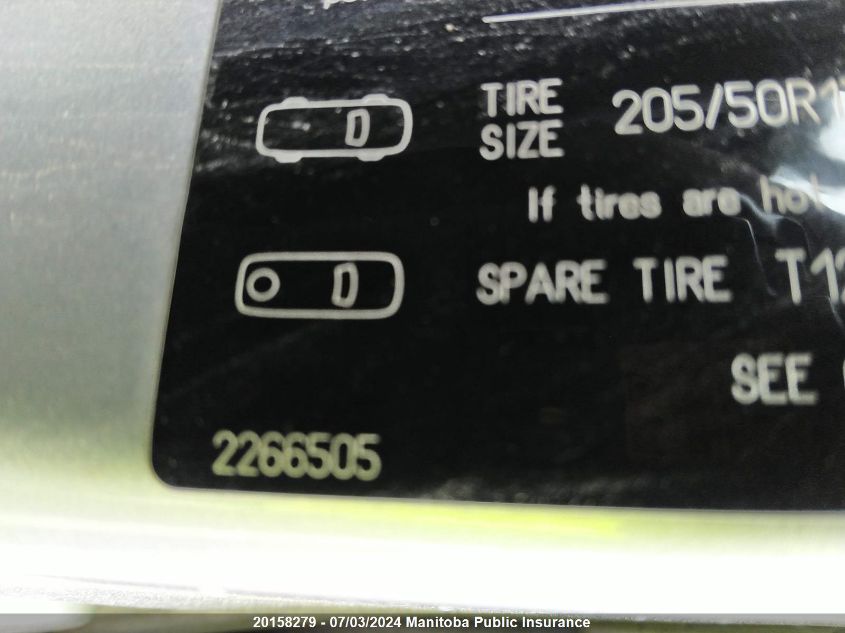 TIRE SIZE 205/50R1
If tires are hot
SPARE TIRE T12
SEE
2266505
20158279 - 07/03/2024 Manitoba Public Insurance